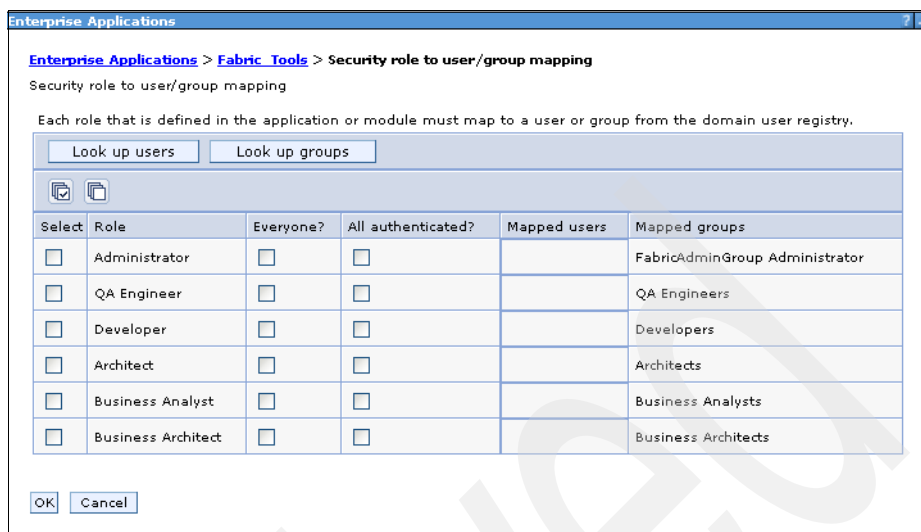 Enterprise Applications ?
Enterprise Applications > Fabric_Tools > Security role to user/group mapping
Security role to user/group mapping
Each role that is defined in the application or module must map to a user or group from the domain user registry.
Look up users Look up groups
Select Role Everyone? All authenticated? Mapped users Mapped groups
Administrator FabricAdminGroup Administrator
QA Engineer QA Engineers
Developer Developers
Architect Architects
Business Analyst Business Analysts
Business Architect Business Architects
OK Cancel